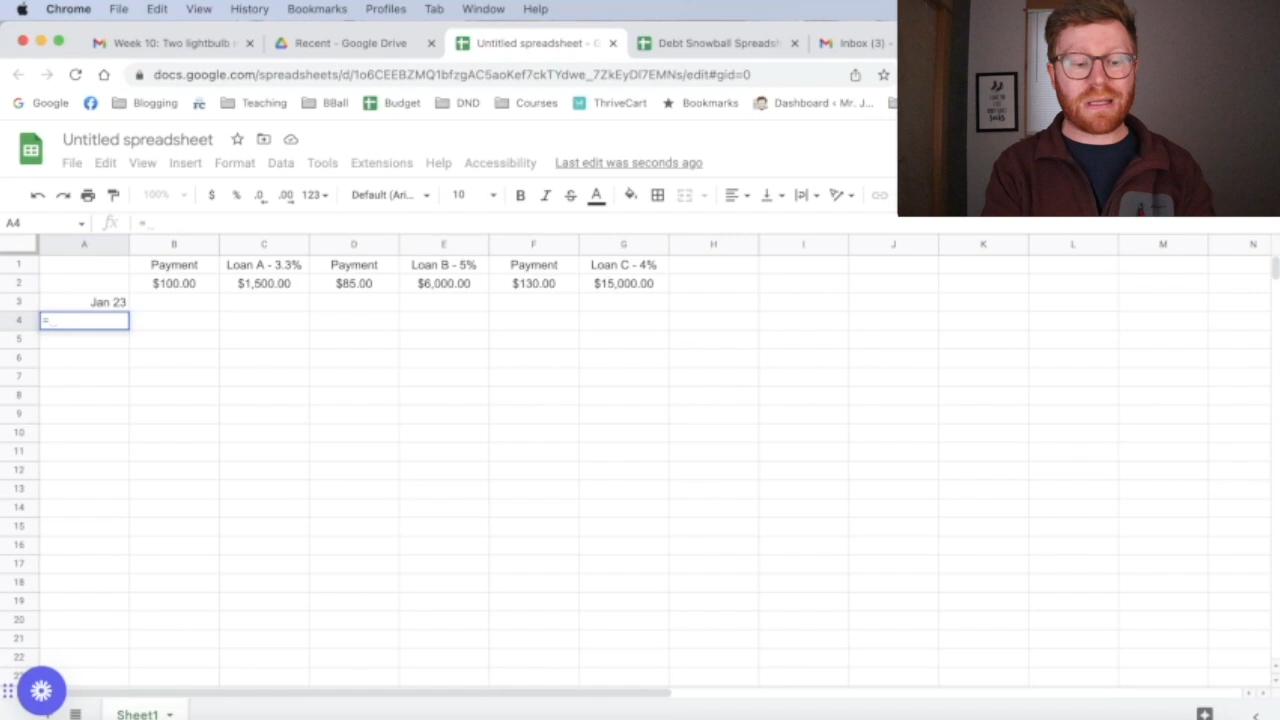 Chrome File Edit View History Bookmarks Profiles Tab Window Help
Week 10: Two lightbulb Recent - Google Drive Untitled spreadsheet - G Debt Snowball Spreads Inbox (3) -
docs.google.com/spreadsheets/d/1o6CEEBZMQ1bfzgAC5aoKef7ckTYdwe_7ZkEyDl7EMNs/edit#gid=0
Google Blogging Teaching BBall Budget DND Courses ThriveCart Bookmarks Dashboard ‹ Mr. J...
Untitled spreadsheet
File Edit View Insert Format Data Tools Extensions Help Accessibility Last edit was seconds ago
100% $ % .0 .00 123 Default (Ari... 10 B I S A
A4 fx =
A B C D E F G H I J K L M N
1 Payment Loan A - 3.3% Payment Loan B - 5% Payment Loan C - 4%
2 $100.00 $1,500.00 $85.00 $6,000.00 $130.00 $15,000.00
3 Jan 23
4 =
5
6
7
8
9
10
11
12
13
14
15
16
17
18
19
20
21
22
Sheet1